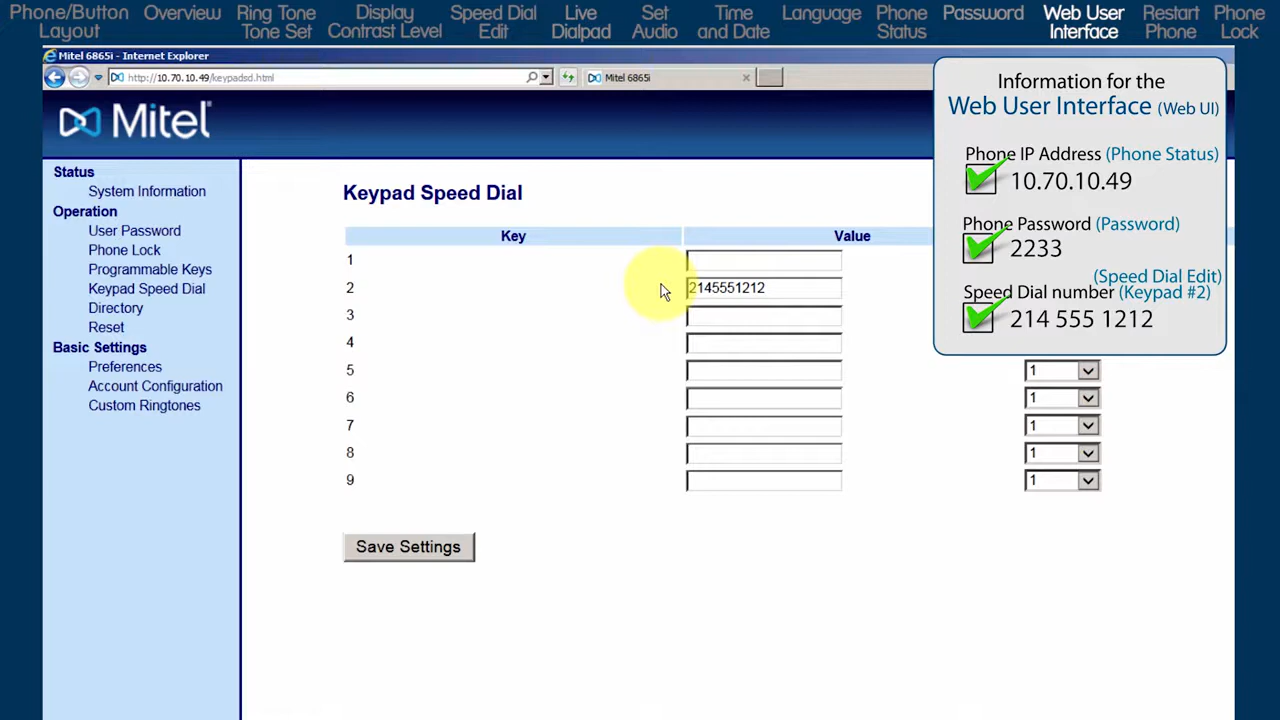 Phone/Button
Layout
Overview
Ring Tone
Tone Set
Display
Contrast Level
Speed Dial
Edit
Live
Dialpad
Set
Audio
Time
and Date
Language
Phone
Status
Password
Web User
Interface
Restart
Phone
Phone
Lock
Mitel 6865i - Internet Explorer
http://10.70.10.49/keypadsd.html
Mitel 6865i
Mitel
Status
System Information
Operation
User Password
Phone Lock
Programmable Keys
Keypad Speed Dial
Directory
Reset
Basic Settings
Preferences
Account Configuration
Custom Ringtones
Keypad Speed Dial
Key Value
1
2 2145551212
3
4
5 1
6 1
7 1
8 1
9 1
Save Settings
Information for the
Web User Interface (Web UI)
Phone IP Address (Phone Status)
10.70.10.49
Phone Password (Password)
2233
(Speed Dial Edit)
Speed Dial number (Keypad #2)
214 555 1212